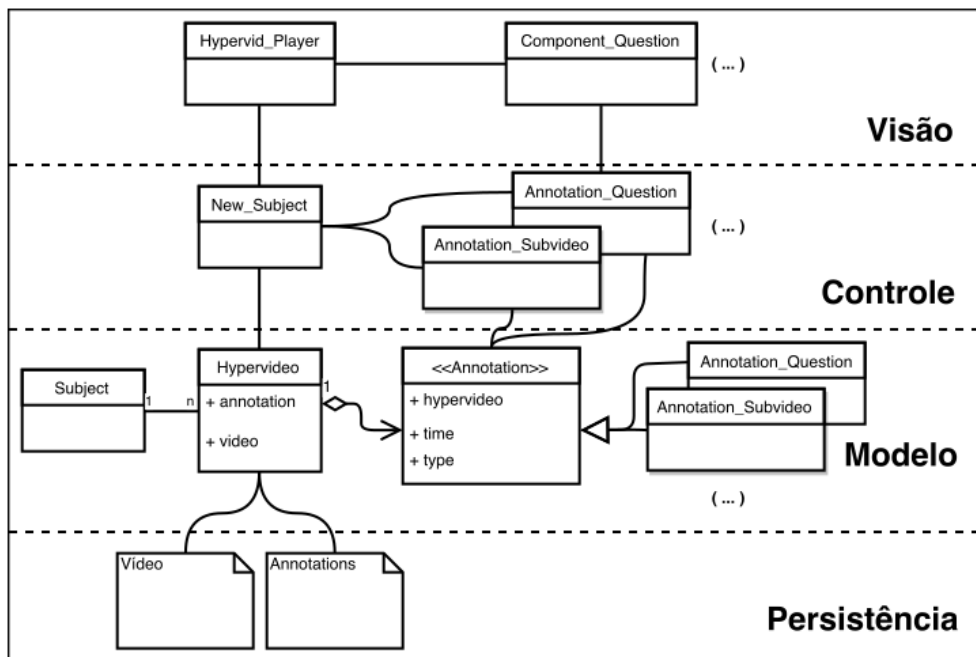 Hypervid_Player
Component_Question
( ... )
Visão
New_Subject
Annotation_Question
( ... )
Annotation_Subvideo
Controle
Subject
1
n
Hypervideo
+ annotation
+ video
1
<<Annotation>>
+ hypervideo
+ time
+ type
Annotation_Question
Annotation_Subvideo
Modelo
( ... )
Vídeo
Annotations
Persistência